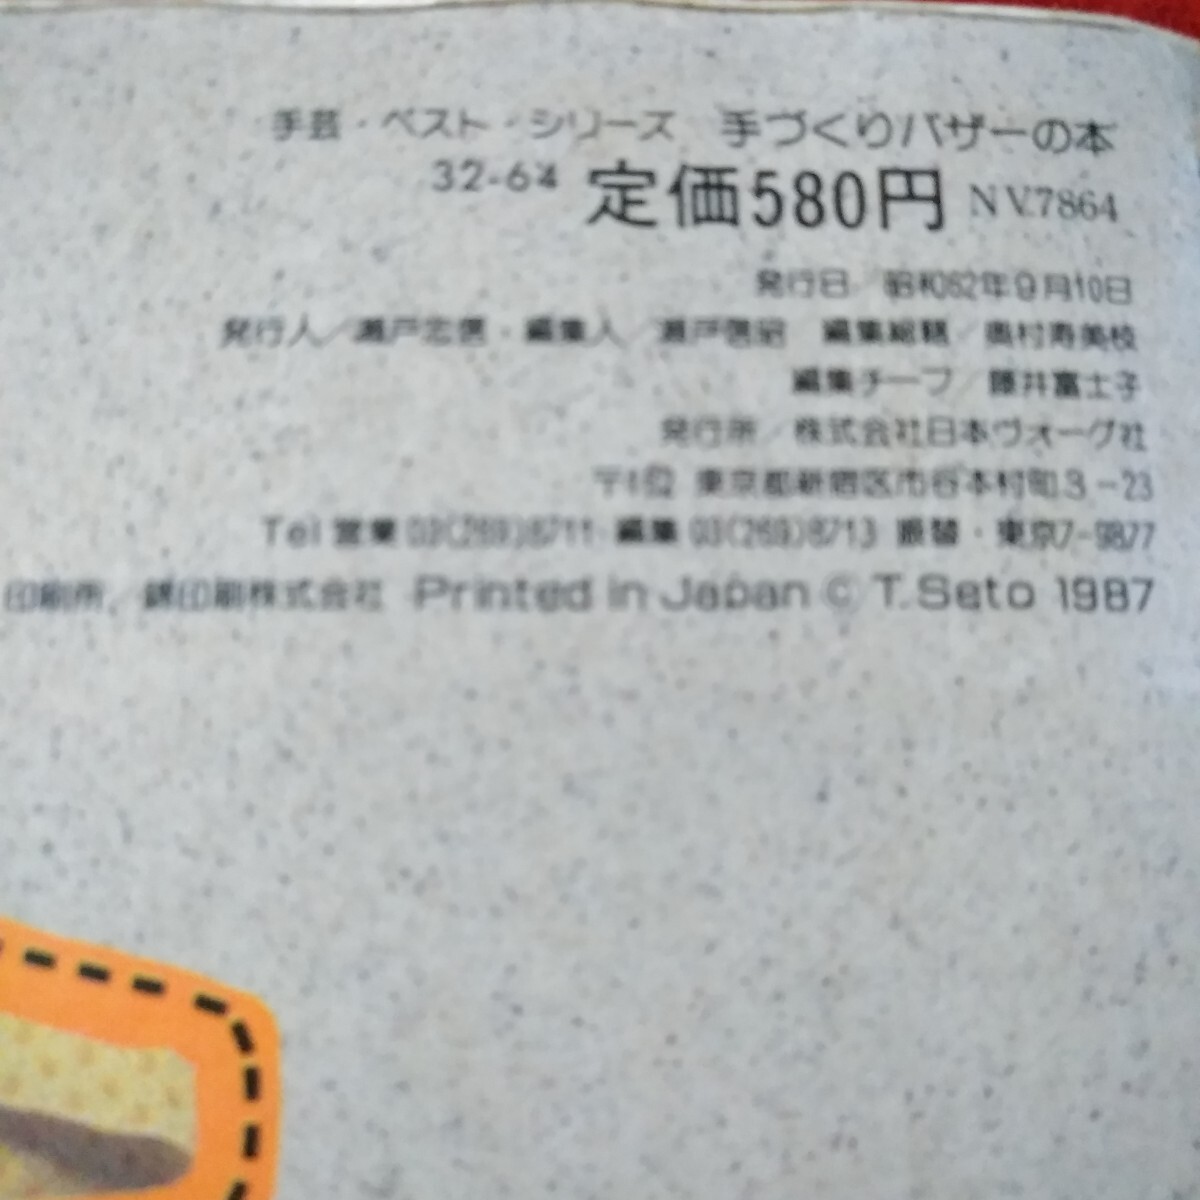 手芸・ベスト・シリーズ 手づくりバザーの本
32-64 定価580円 NV.7864
発行日/昭和62年9月10日
発行人/瀬戸忠信・編集人/瀬戸信昭 編集総轄/奥村寿美枝
編集チーフ/藤井富士子
発行所/株式会社日本ヴォーグ社
〒162 東京都新宿区市谷本村町3-23
Tel 営業03(269)8711 編集03(269)8713 振替・東京7-9877
印刷所/錦印刷株式会社 Printed in Japan © T. Seto 1987